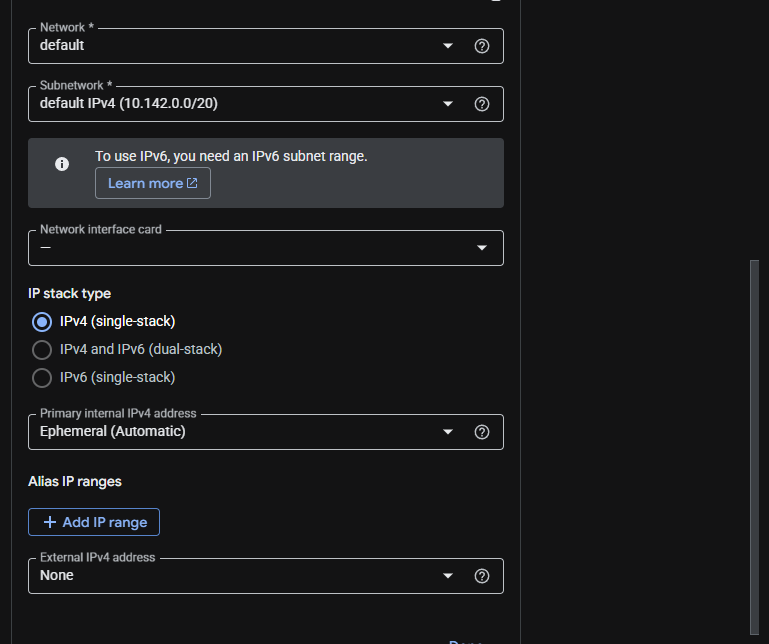 Network *
default
Subnetwork *
default IPv4 (10.142.0.0/20)
To use IPv6, you need an IPv6 subnet range.
Learn more
Network interface card
—
IP stack type
IPv4 (single-stack)
IPv4 and IPv6 (dual-stack)
IPv6 (single-stack)
Primary internal IPv4 address
Ephemeral (Automatic)
Alias IP ranges
+ Add IP range
External IPv4 address
None